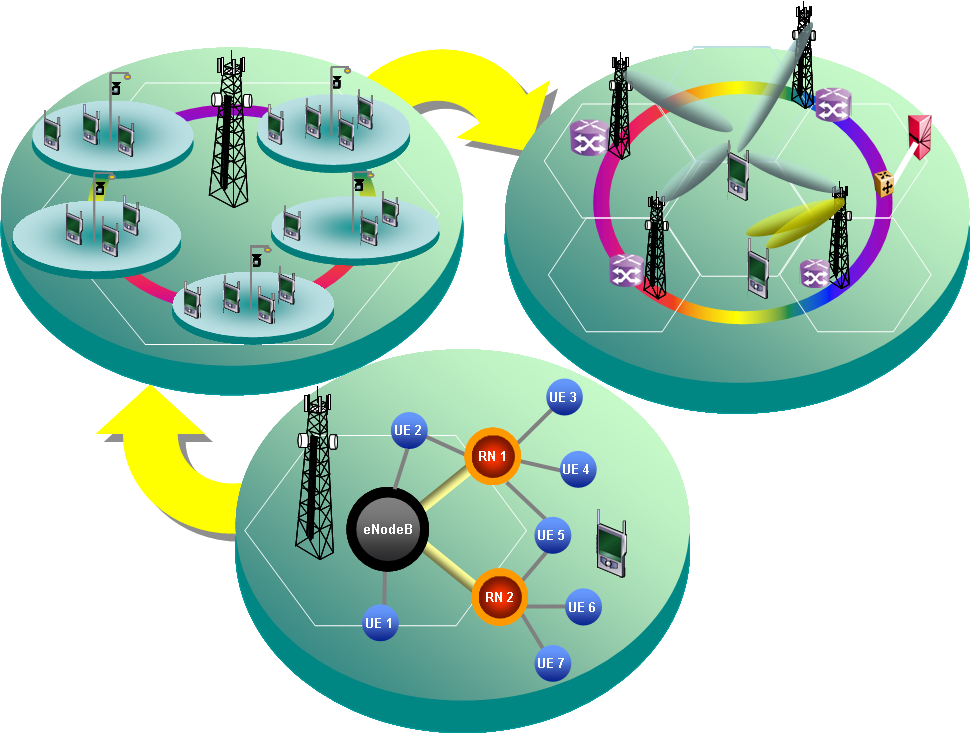 UE 3
UE 2
RN 1
UE 4
eNodeB
UE 5
RN 2
UE 6
UE 1
UE 7